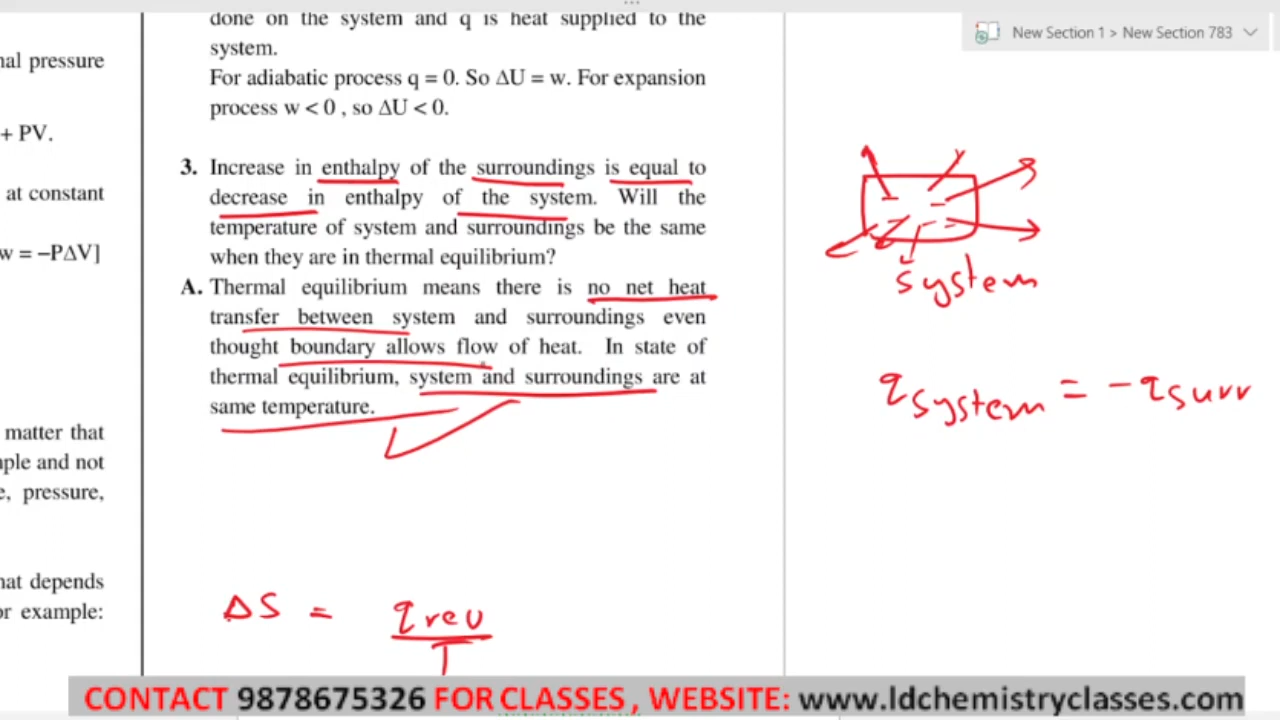 done on the system and q is heat supplied to the
system.
For adiabatic process q = 0. So ΔU = w. For expansion
process w < 0 , so ΔU < 0.
3. Increase in enthalpy of the surroundings is equal to
decrease in enthalpy of the system. Will the
temperature of system and surroundings be the same
when they are in thermal equilibrium?
A. Thermal equilibrium means there is no net heat
transfer between system and surroundings even
thought boundary allows flow of heat. In state of
thermal equilibrium, system and surroundings are at
same temperature.
ΔS = q rev
T
nal pressure
+ PV.
at constant
w = –PΔV]
matter that
nple and not
e, pressure,
hat depends
or example:
New Section 1 > New Section 783
system
q system = - q surr
CONTACT 9878675326 FOR CLASSES , WEBSITE: www.ldchemistryclasses.com